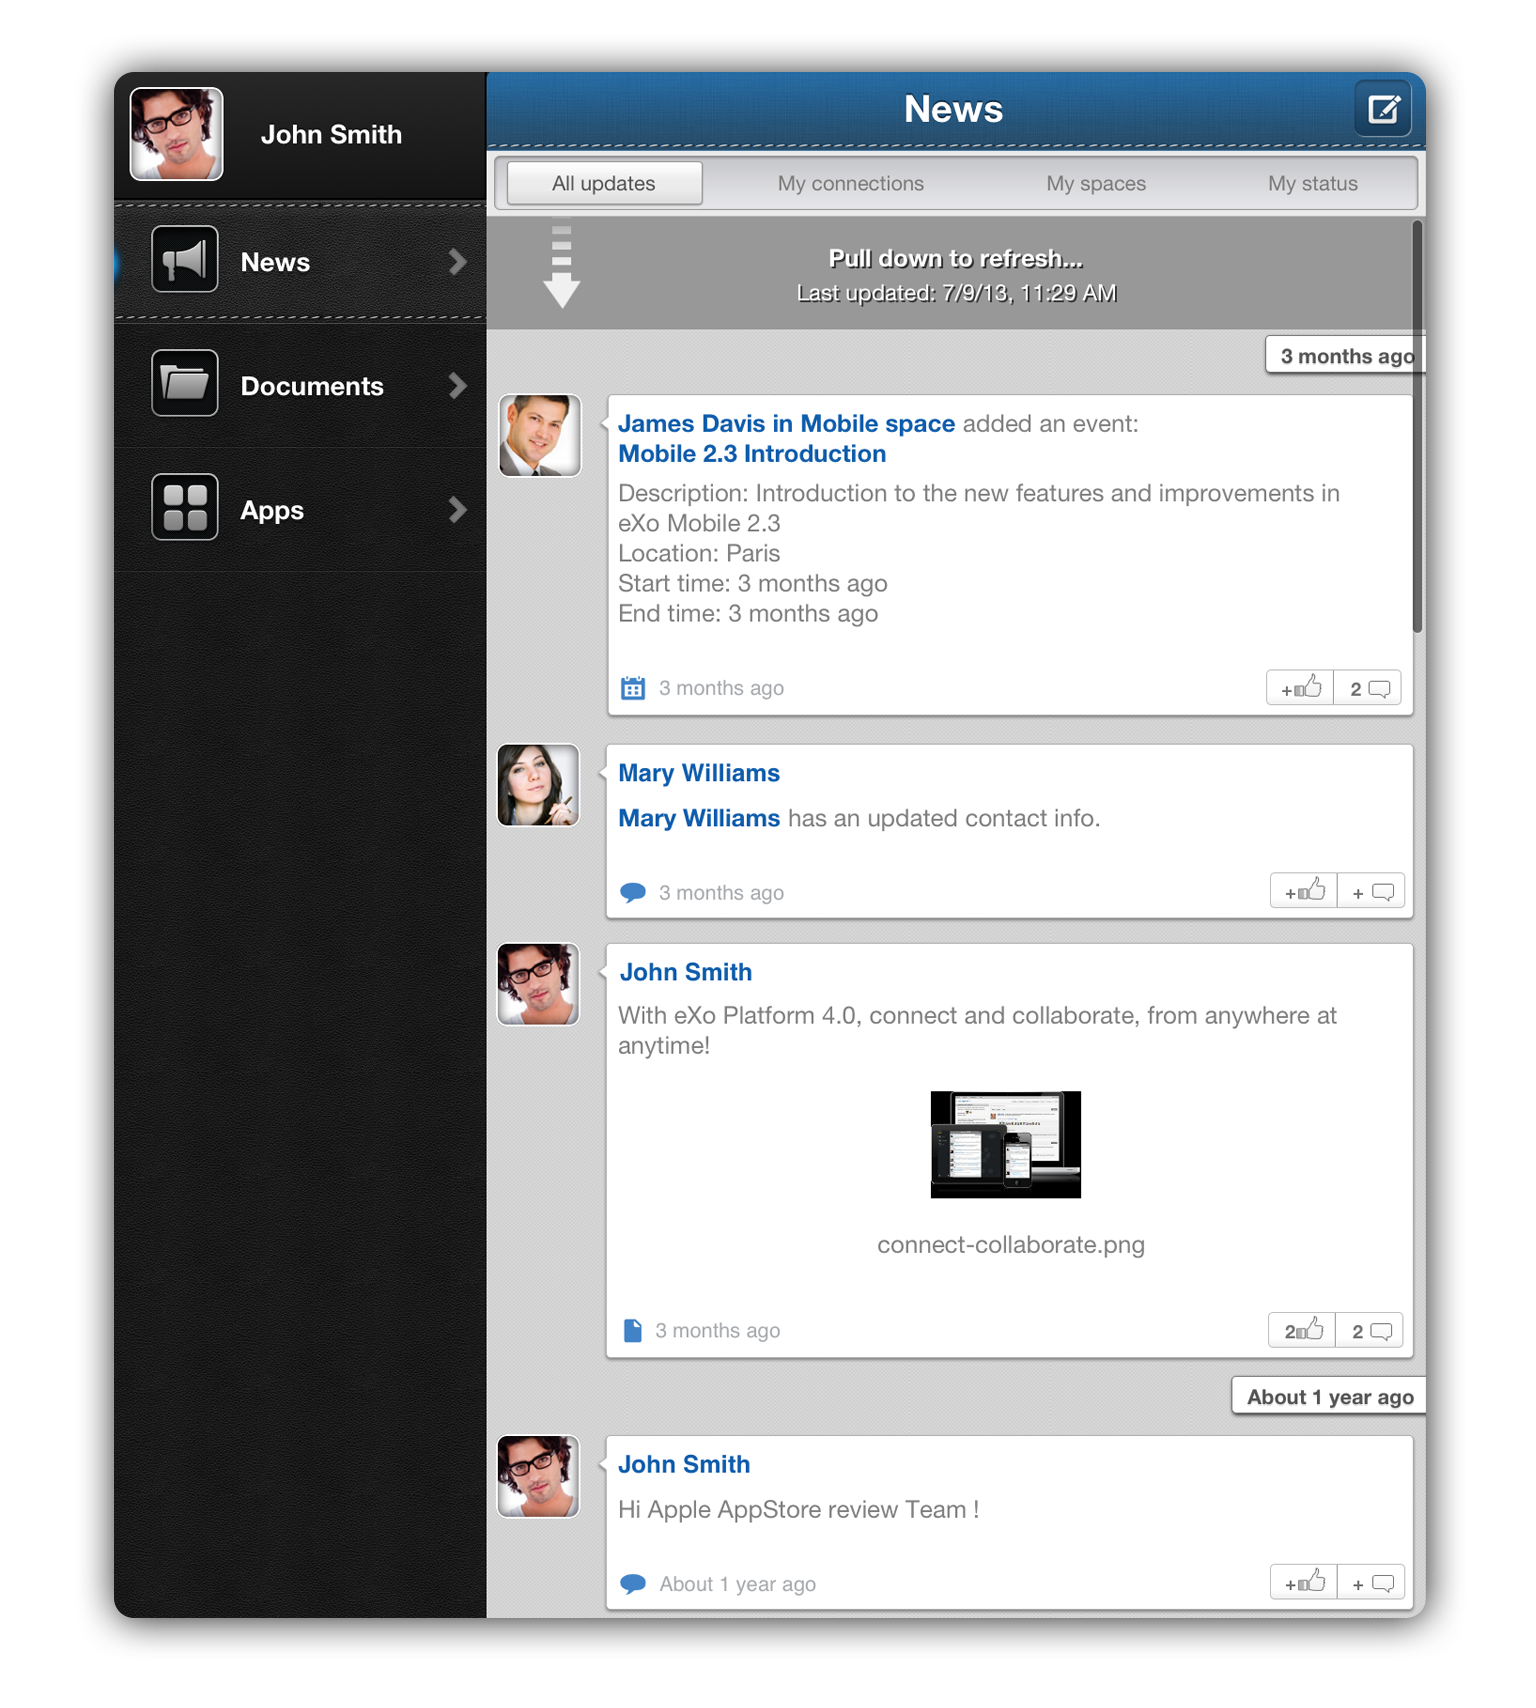 John Smith
News
Documents
Apps
News
All updates
My connections
My spaces
My status
Pull down to refresh...
Last updated: 7/9/13, 11:29 AM
3 months ago
James Davis in Mobile space added an event:
Mobile 2.3 Introduction
Description: Introduction to the new features and improvements in
eXo Mobile 2.3
Location: Paris
Start time: 3 months ago
End time: 3 months ago
3 months ago
+
2
Mary Williams
Mary Williams has an updated contact info.
3 months ago
+
+
John Smith
With eXo Platform 4.0, connect and collaborate, from anywhere at
anytime!
connect-collaborate.png
3 months ago
2
2
About 1 year ago
John Smith
Hi Apple AppStore review Team !
About 1 year ago
+
+